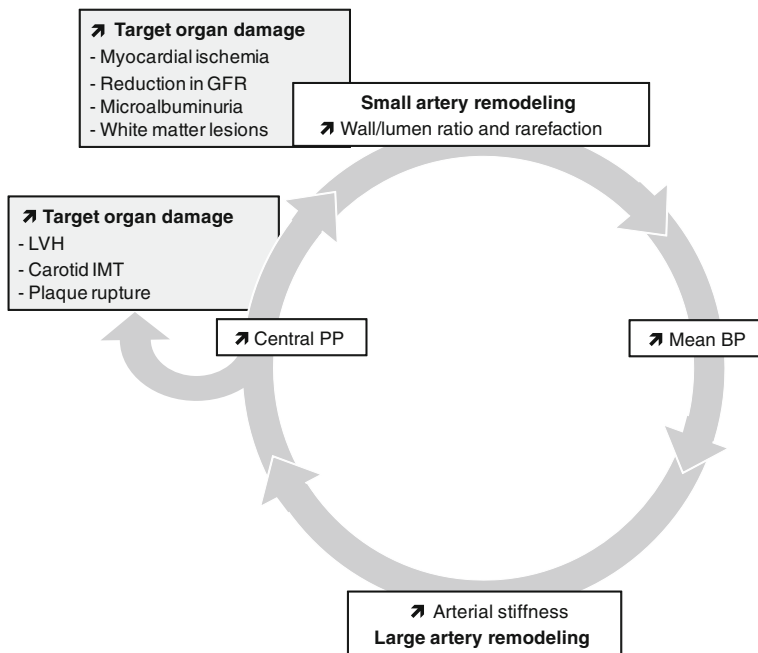 ↗ Target organ damage
- Myocardial ischemia
- Reduction in GFR
- Microalbuminuria
- White matter lesions
Small artery remodeling
↗ Wall/lumen ratio and rarefaction
↗ Target organ damage
- LVH
- Carotid IMT
- Plaque rupture
↗ Central PP
↗ Mean BP
↗ Arterial stiffness
Large artery remodeling